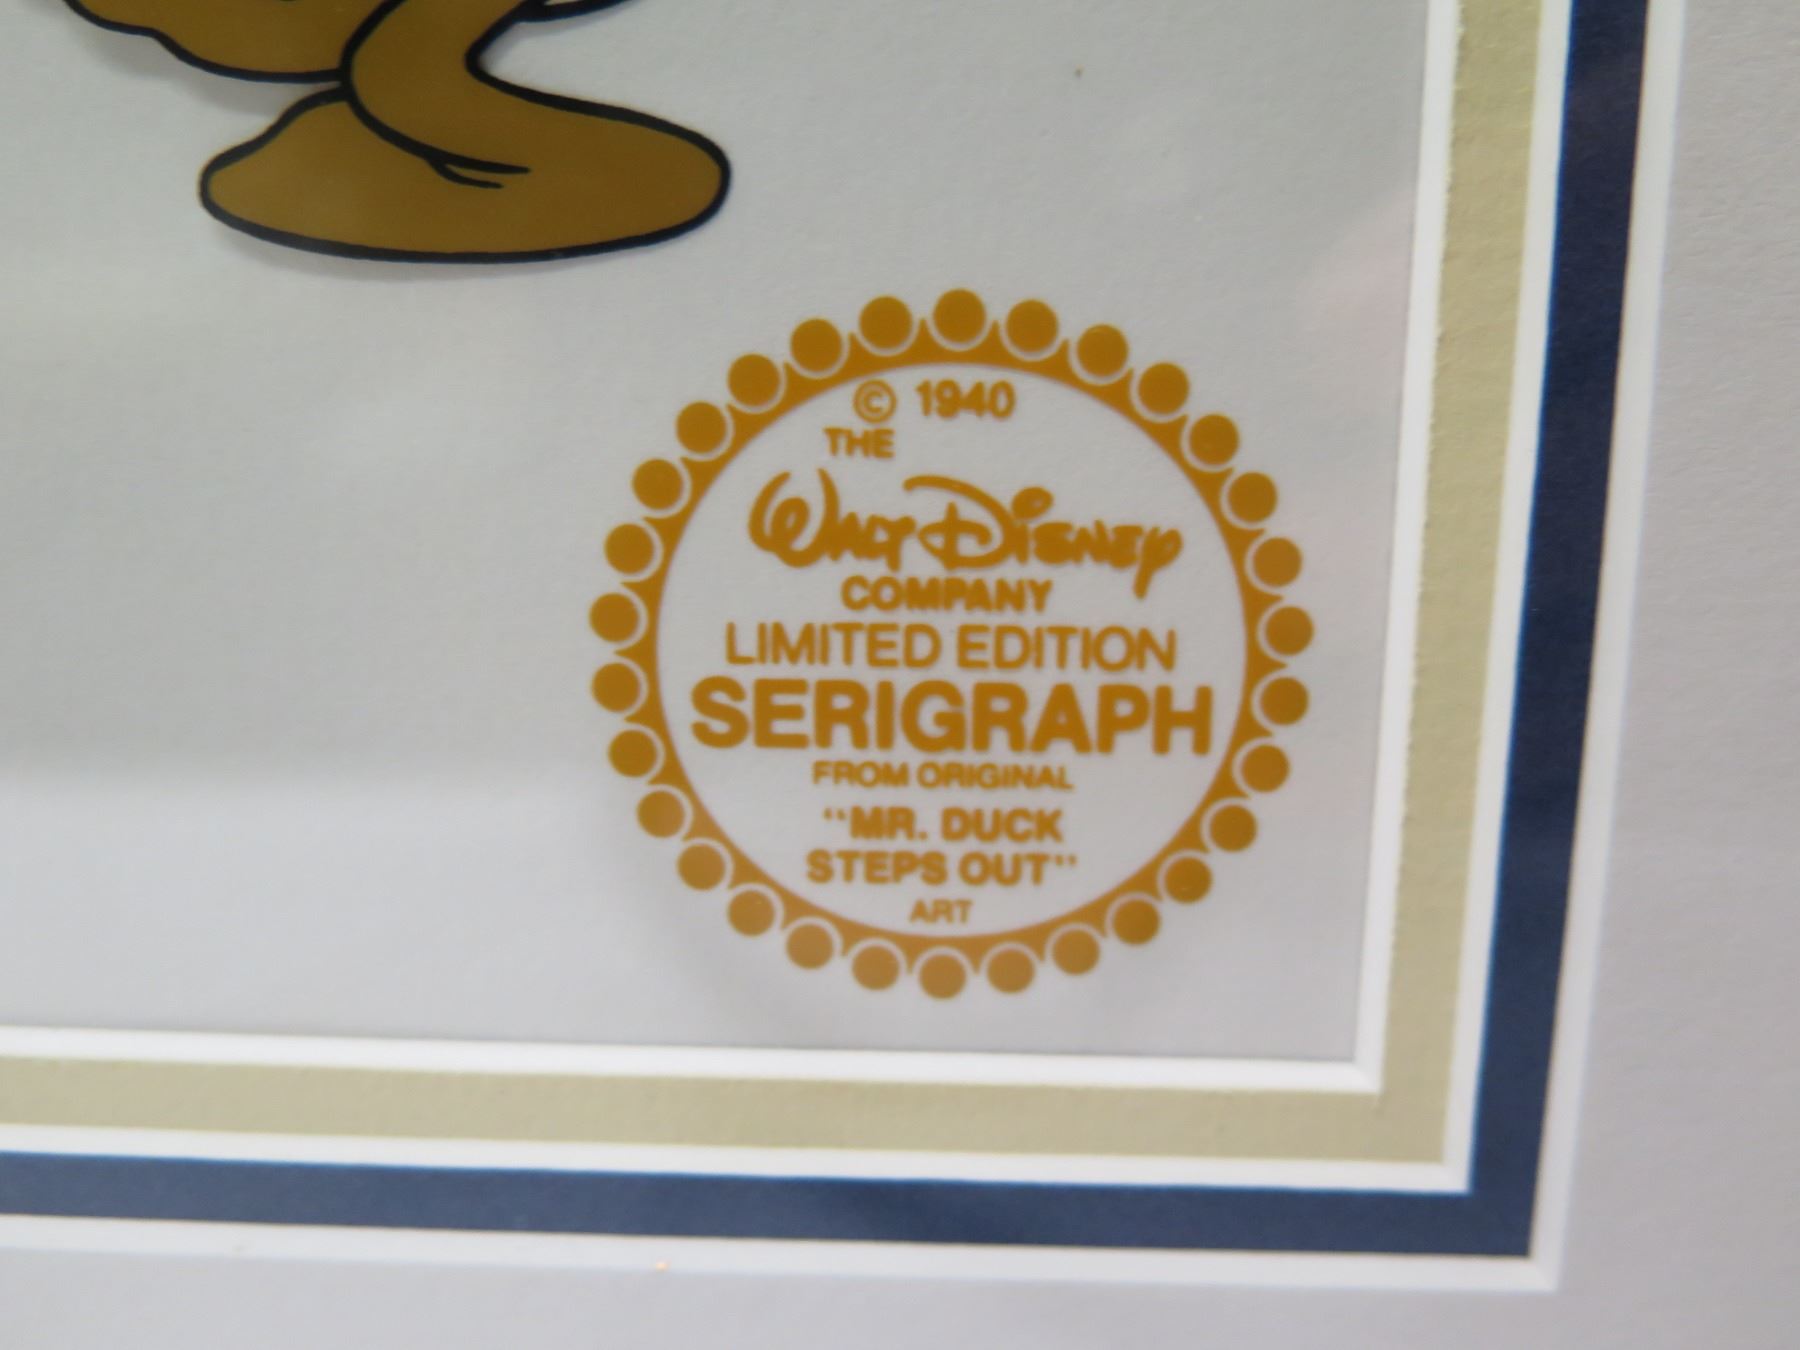 © 1940
THE
WALT DISNEY
COMPANY
LIMITED EDITION
SERIGRAPH
FROM ORIGINAL
"MR. DUCK
STEPS OUT"
ART